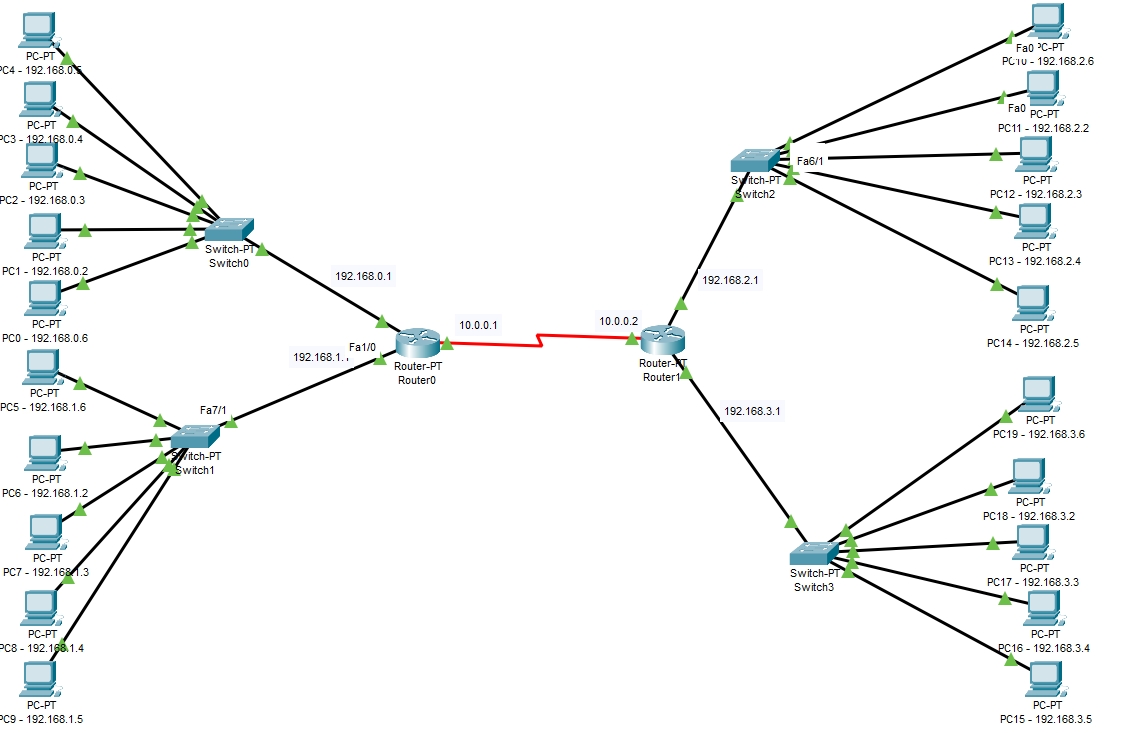 PC-PT
PC4 - 192.168.0.5
PC-PT
PC3 - 192.168.0.4
PC-PT
PC2 - 192.168.0.3
PC-PT
PC1 - 192.168.0.2
PC-PT
PC0 - 192.168.0.6
PC-PT
PC5 - 192.168.1.6
PC-PT
PC6 - 192.168.1.2
PC-PT
PC7 - 192.168.1.3
PC-PT
PC8 - 192.168.1.4
PC-PT
PC9 - 192.168.1.5
Switch-PT
Switch0
192.168.0.1
192.168.1.
Fa1/0
Fa7/1
Switch-PT
Switch1
Router-PT
Router0
10.0.0.1
10.0.0.2
Router-PT
Router1
192.168.2.1
192.168.3.1
Switch-PT
Switch2
Fa6/1
Switch-PT
Switch3
Fa0
PC-PT
PC10 - 192.168.2.6
Fa0
PC-PT
PC11 - 192.168.2.2
PC-PT
PC12 - 192.168.2.3
PC-PT
PC13 - 192.168.2.4
PC-PT
PC14 - 192.168.2.5
PC-PT
PC19 - 192.168.3.6
PC-PT
PC18 - 192.168.3.2
PC-PT
PC17 - 192.168.3.3
PC-PT
PC16 - 192.168.3.4
PC-PT
PC15 - 192.168.3.5